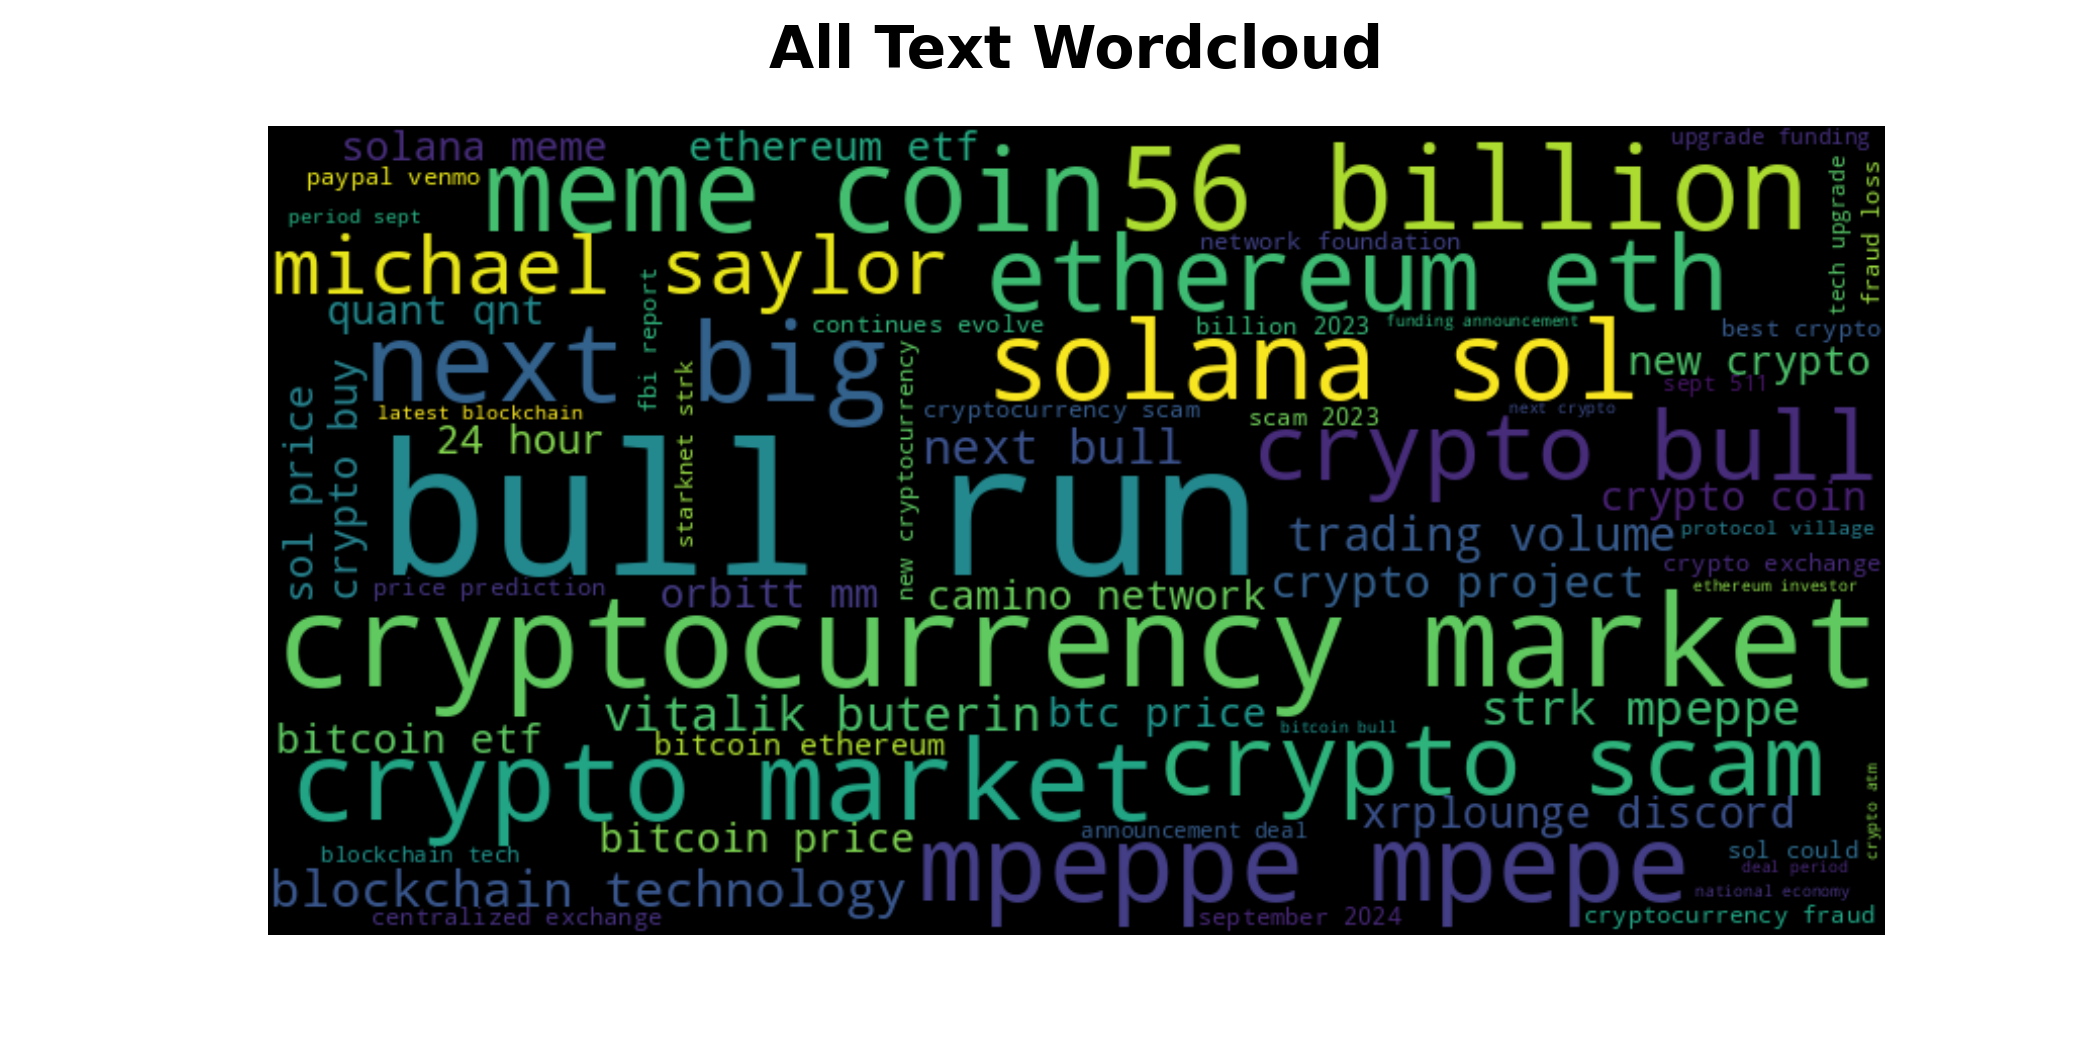 All Text Wordcloud
solana meme
ethereum etf
upgrade funding
paypal venmo
meme coin
56 billion
period sept
tech upgrade
fraud loss
michael saylor
network foundation
ethereum eth
quant qnt
fbi report
continues evolve
billion 2023
funding announcement
best crypto
next big
solana sol
new crypto
sept 511
sol price
crypto buy
latest blockchain
starknet strk
new cryptocurrency
cryptocurrency scam
scam 2023
next crypto
24 hour
next bull
crypto bull
bull run
crypto coin
trading volume
protocol village
crypto exchange
price prediction
orbitt mm
camino network
crypto project
ethereum investor
cryptocurrency market
vitalik buterin
btc price
strk mpeppe
bitcoin etf
bitcoin ethereum
bitcoin bull
crypto market
crypto scam
crypto atm
xrplounge discord
bitcoin price
announcement deal
blockchain tech
mpeppe mpepe
sol could
deal period
blockchain technology
national economy
centralized exchange
september 2024
cryptocurrency fraud